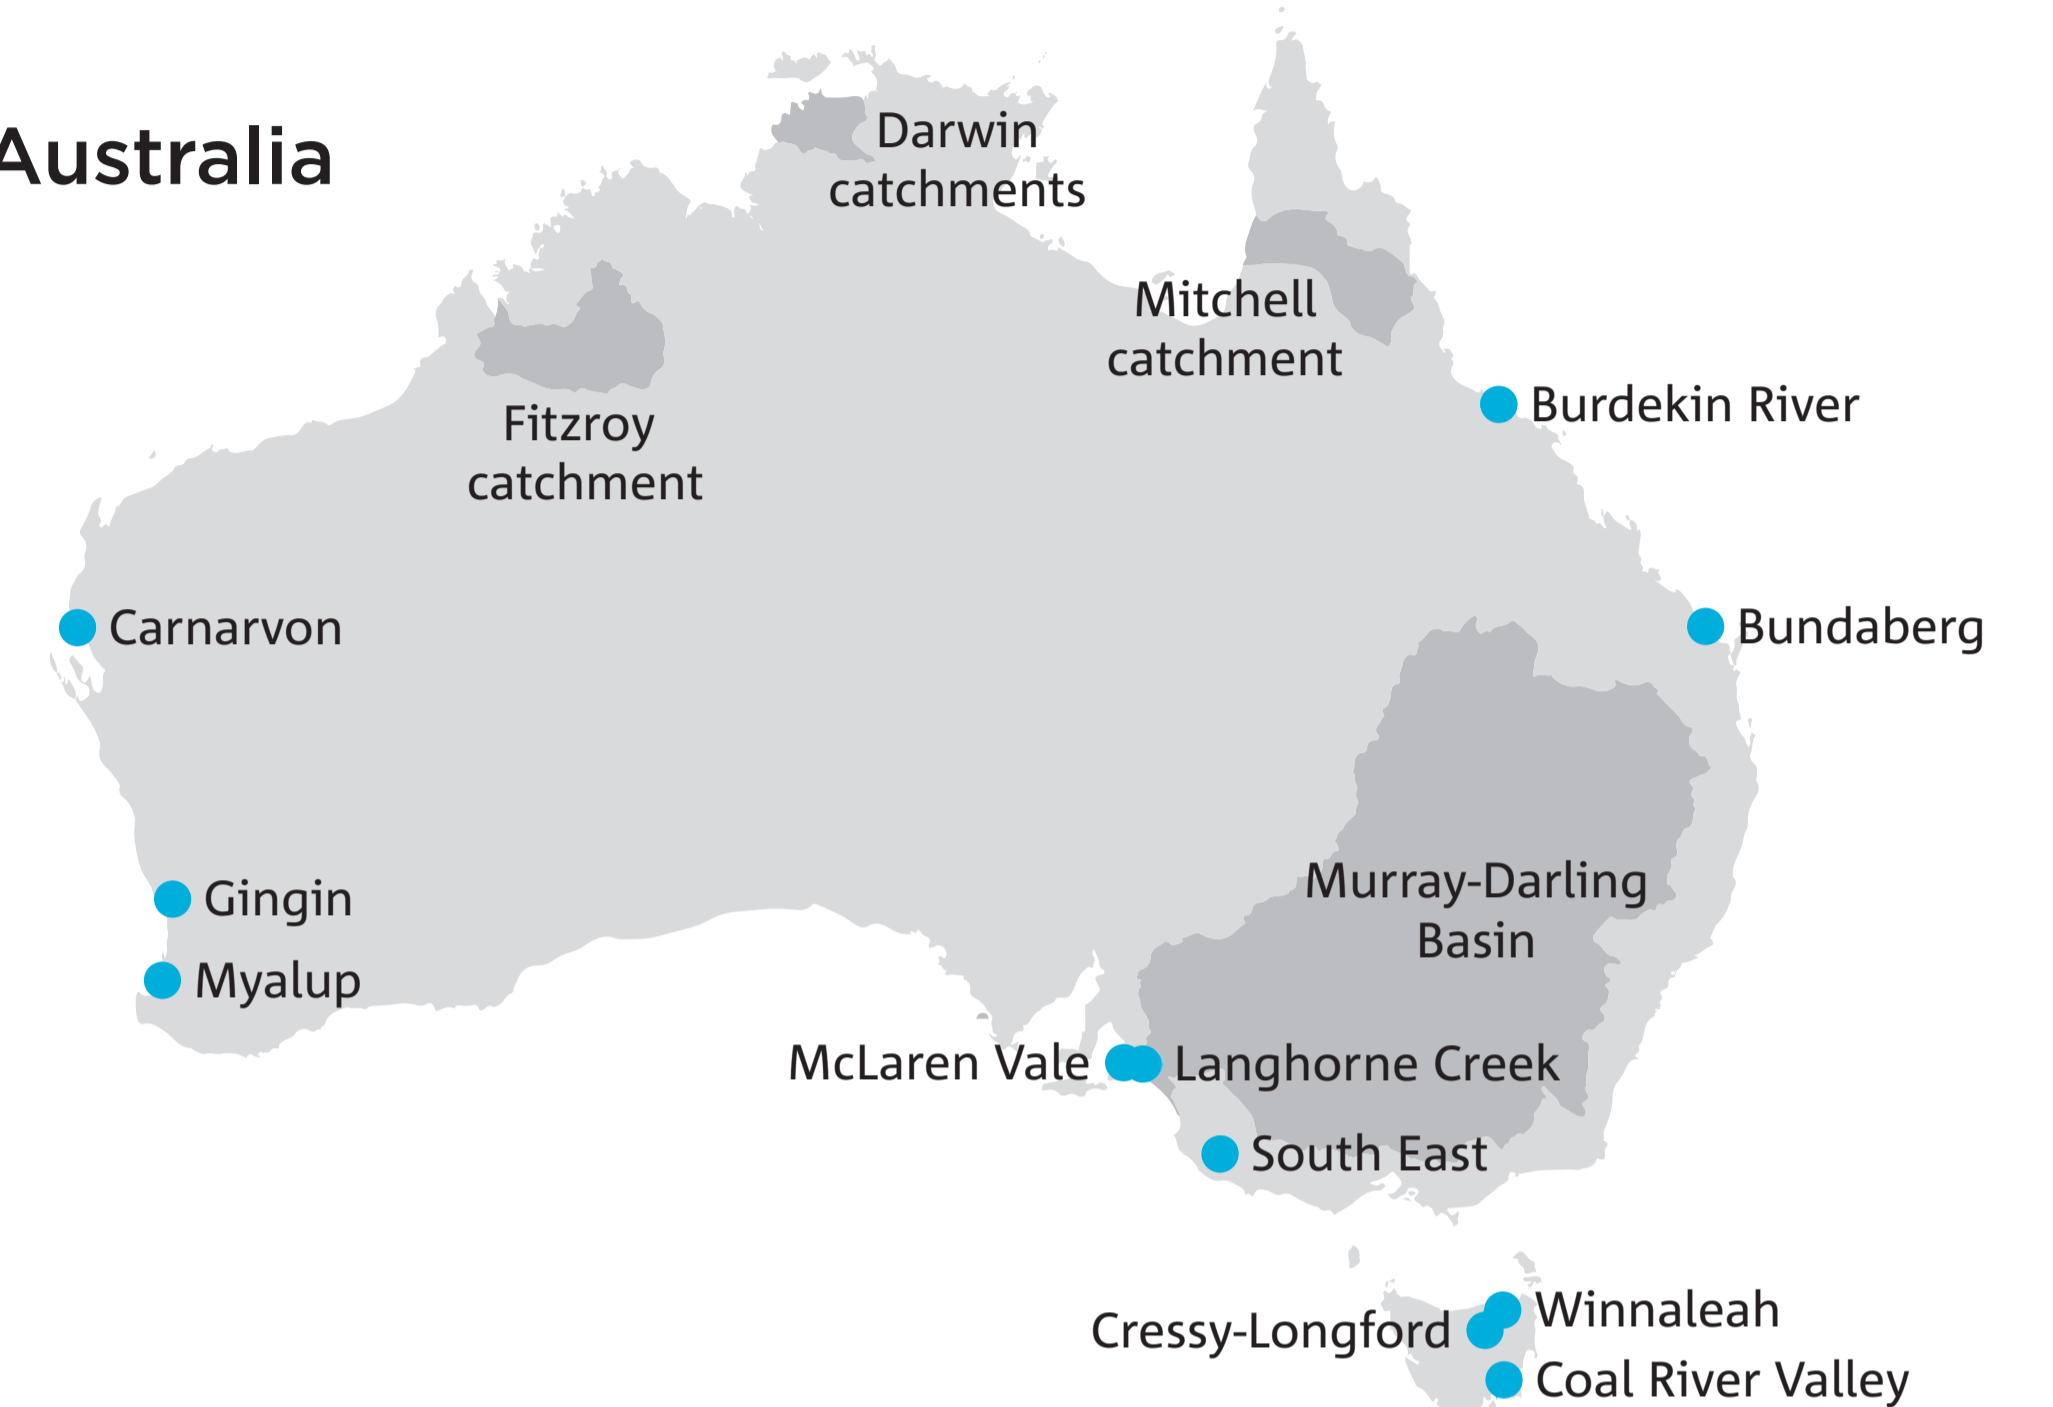 Australia
Darwin
catchments
Mitchell
catchment
Fitzroy
catchment
Burdekin River
Carnarvon
Bundaberg
Gingin
Murray-Darling
Basin
Myalup
McLaren Vale
Langhorne Creek
South East
Winnaleah
Cressy-Longford
Coal River Valley